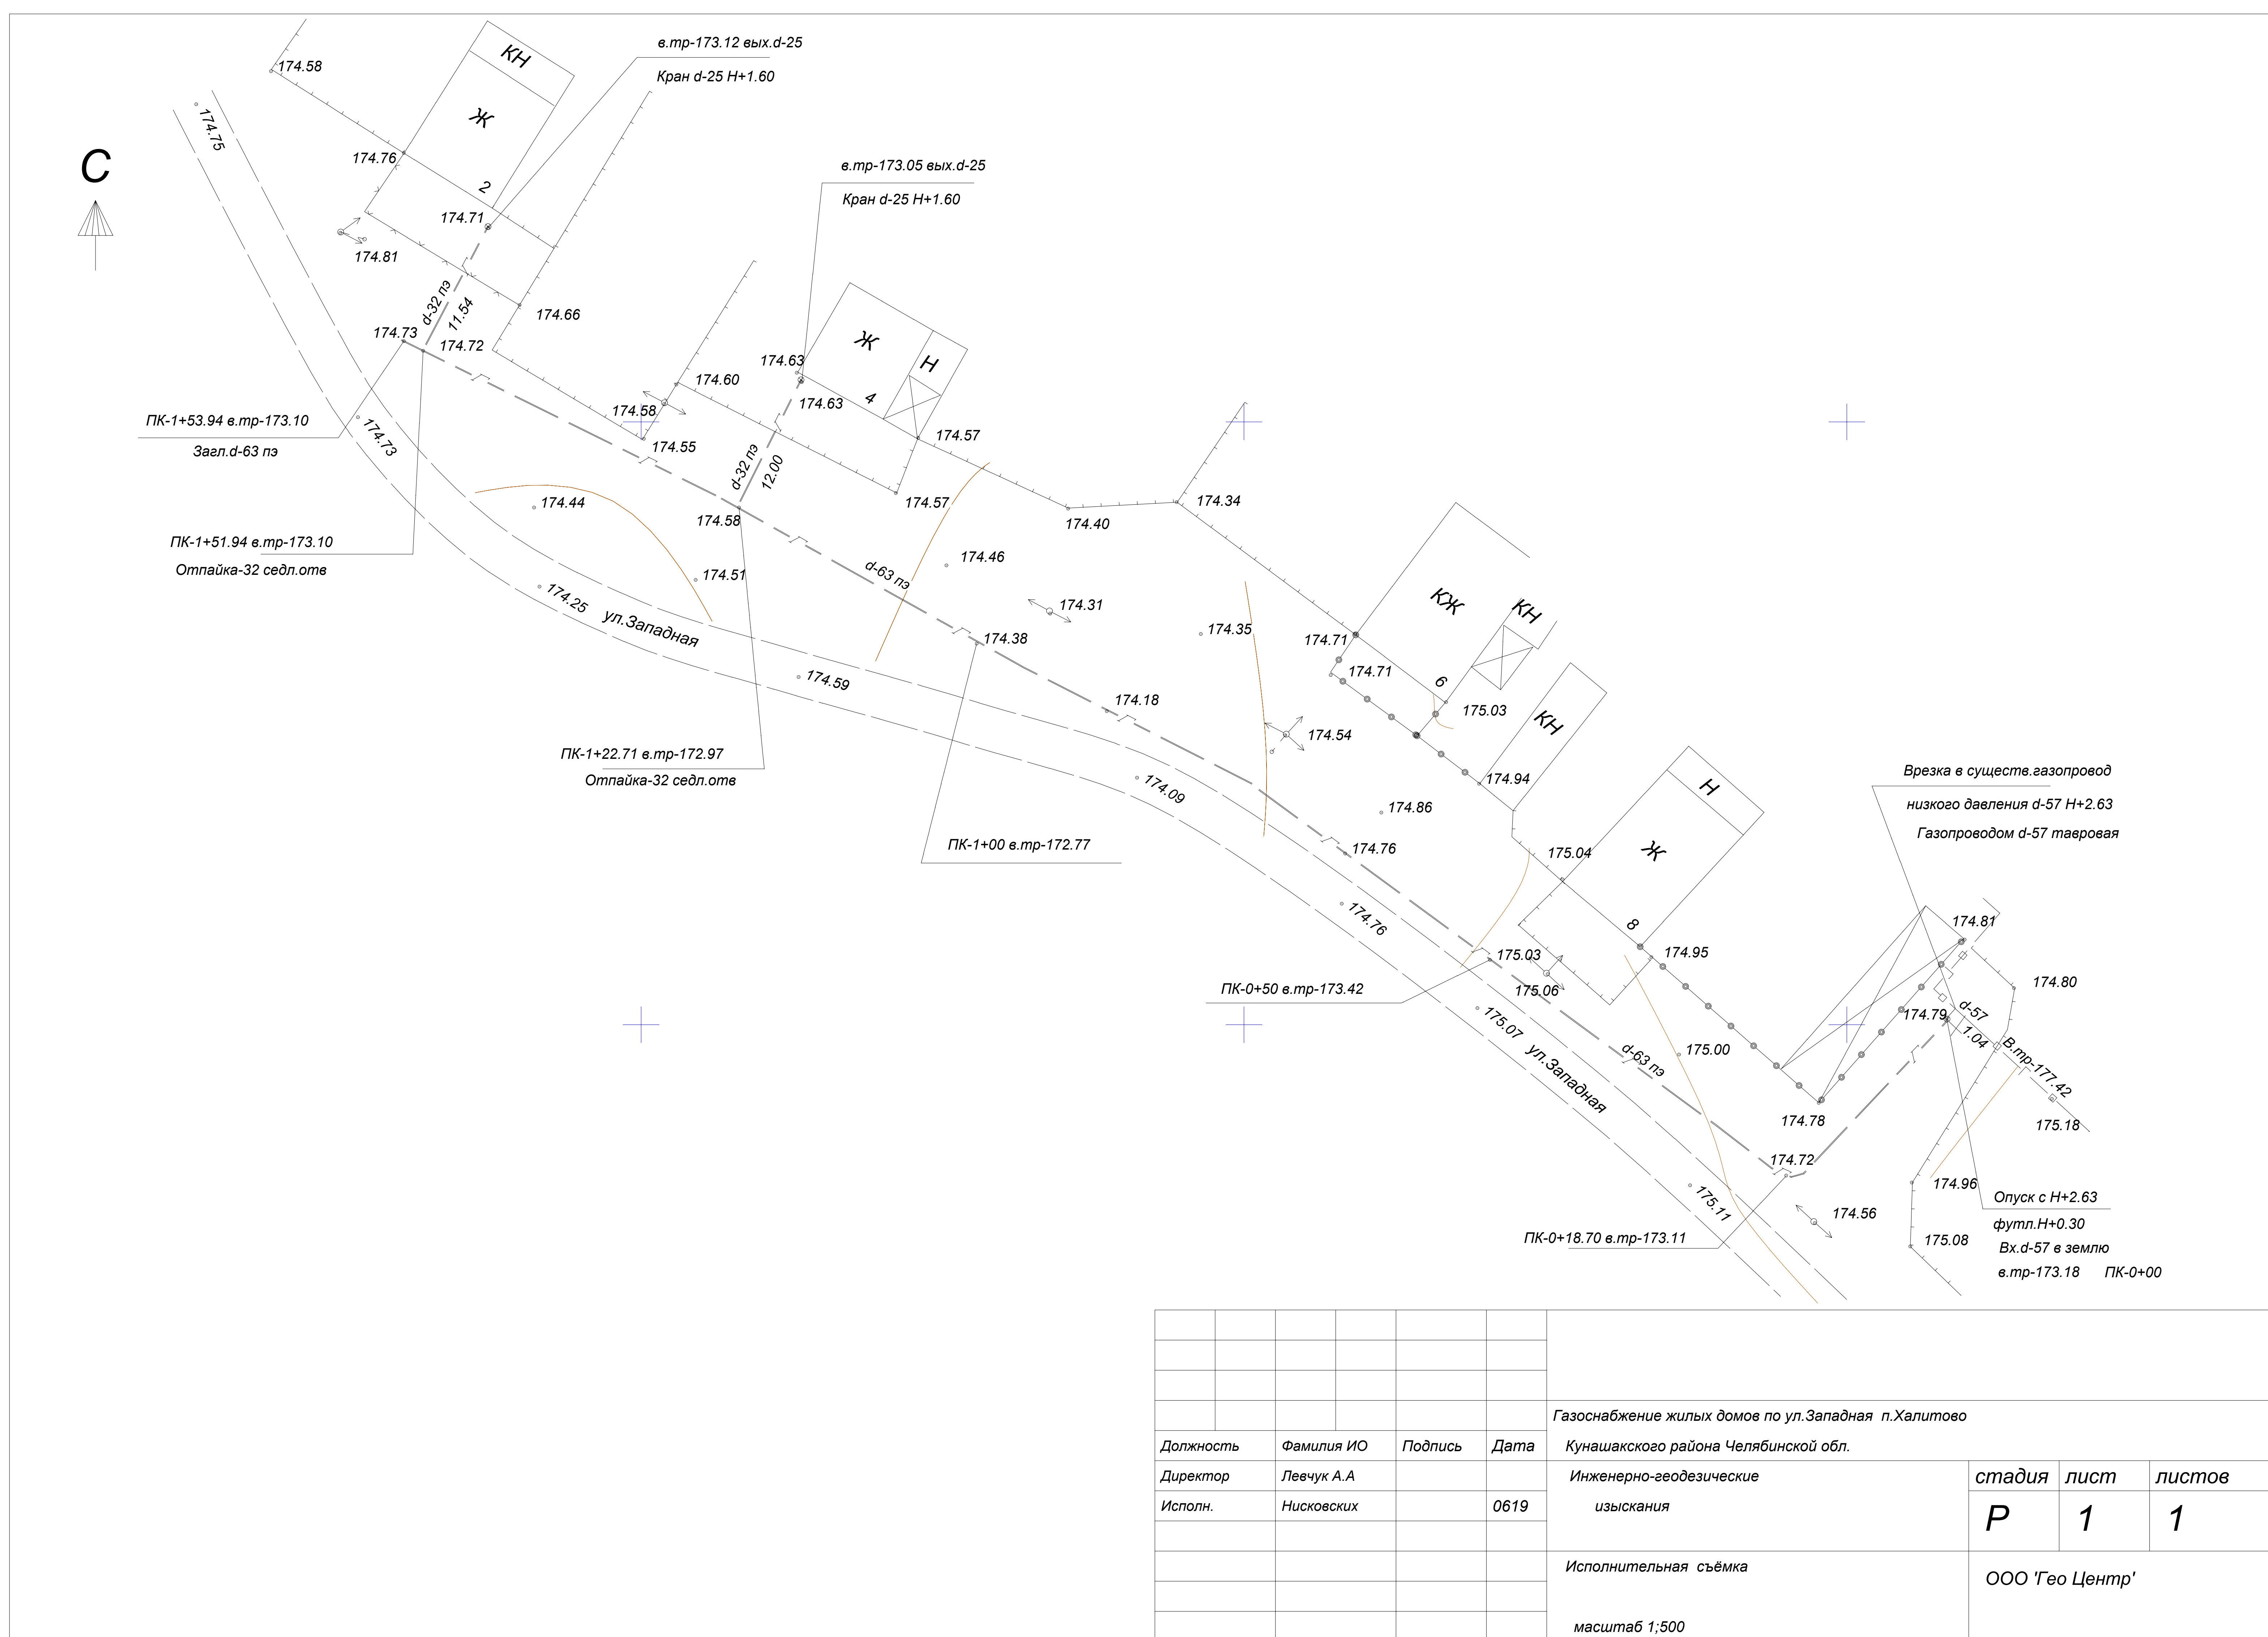 С
174.58
КН
Ж
2
174.75
174.76
174.71
174.81
в.тр-173.12 вых.d-25
Кран d-25 Н+1.60
в.тр-173.05 вых.d-25
Кран d-25 Н+1.60
d-32 пэ
11.54
174.66
174.73
174.72
174.73
ПК-1+53.94 в.тр-173.10
Загл.d-63 пэ
ПК-1+51.94 в.тр-173.10
Отпайка-32 седл.отв
174.60
174.58
174.55
174.63
174.63
Ж
Н
4
174.57
174.57
d-32 пэ
12.00
174.58
174.44
174.51
174.25
ул.Западная
174.59
d-63 пэ
174.46
174.31
174.38
174.40
174.34
174.35
174.18
174.09
ПК-1+22.71 в.тр-172.97
Отпайка-32 седл.отв
ПК-1+00 в.тр-172.77
КЖ
КН
6
174.71
174.71
175.03
КН
174.94
174.54
174.86
174.76
174.76
Н
Ж
8
175.04
174.95
175.03
175.06
ПК-0+50 в.тр-173.42
175.07
ул.Западная
d-63 пэ
175.00
Врезка в существ.газопровод
низкого давления d-57 Н+2.63
Газопроводом d-57 тавровая
174.81
174.80
174.79
d-57
1.04
В.тр-177.42
175.18
174.78
174.72
175.11
174.56
174.96
175.08
ПК-0+18.70 в.тр-173.11
Опуск с Н+2.63
футл.Н+0.30
Вх.d-57 в землю
в.тр-173.18 ПК-0+00
Газоснабжение жилых домов по ул.Западная п.Халитово
Должность Фамилия ИО Подпись Дата Кунашакского района Челябинской обл.
Директор Левчук А.А Инженерно-геодезические стадия лист листов
Исполн. Нисковских 0619 изыскания Р 1 1
Исполнительная съёмка
ООО 'Гео Центр'
масштаб 1;500